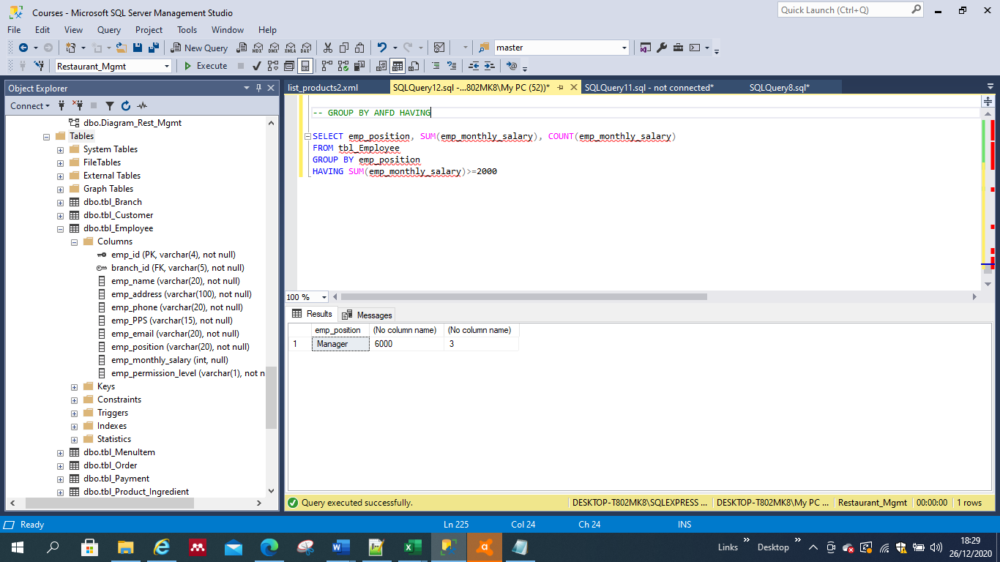 Courses - Microsoft SQL Server Management Studio
Quick Launch (Ctrl+Q)
File Edit View Query Project Tools Window Help
New Query
MDX DMX XMLA DAX
master
Restaurant_Mgmt
Execute
Object Explorer
Connect
dbo.Diagram_Rest_Mgmt
Tables
System Tables
FileTables
External Tables
Graph Tables
dbo.tbl_Branch
dbo.tbl_Customer
dbo.tbl_Employee
Columns
emp_id (PK, varchar(4), not null)
branch_id (FK, varchar(5), not null)
emp_name (varchar(20), not null)
emp_address (varchar(100), not null)
emp_phone (varchar(20), not null)
emp_PPS (varchar(15), not null)
emp_email (varchar(20), not null)
emp_position (varchar(20), not null)
emp_monthly_salary (int, null)
emp_permission_level (varchar(1), not n
Keys
Constraints
Triggers
Indexes
Statistics
dbo.tbl_MenuItem
dbo.tbl_Order
dbo.tbl_Payment
dbo.tbl_Product_Ingredient
list_products2.xml
SQLQuery12.sql -...802MK8\My PC (52))*
SQLQuery11.sql - not connected*
SQLQuery8.sql*
-- GROUP BY ANFD HAVING
SELECT emp_position, SUM(emp_monthly_salary), COUNT(emp_monthly_salary)
FROM tbl_Employee
GROUP BY emp_position
HAVING SUM(emp_monthly_salary)>=2000
100 %
Results Messages
emp_position (No column name) (No column name)
1 Manager 6000 3
Query executed successfully.
DESKTOP-T802MK8\SQLEXPRESS ... DESKTOP-T802MK8\My PC ... Restaurant_Mgmt 00:00:00 1 rows
Ready
Ln 225 Col 24 Ch 24 INS
Links Desktop
18:29
26/12/2020